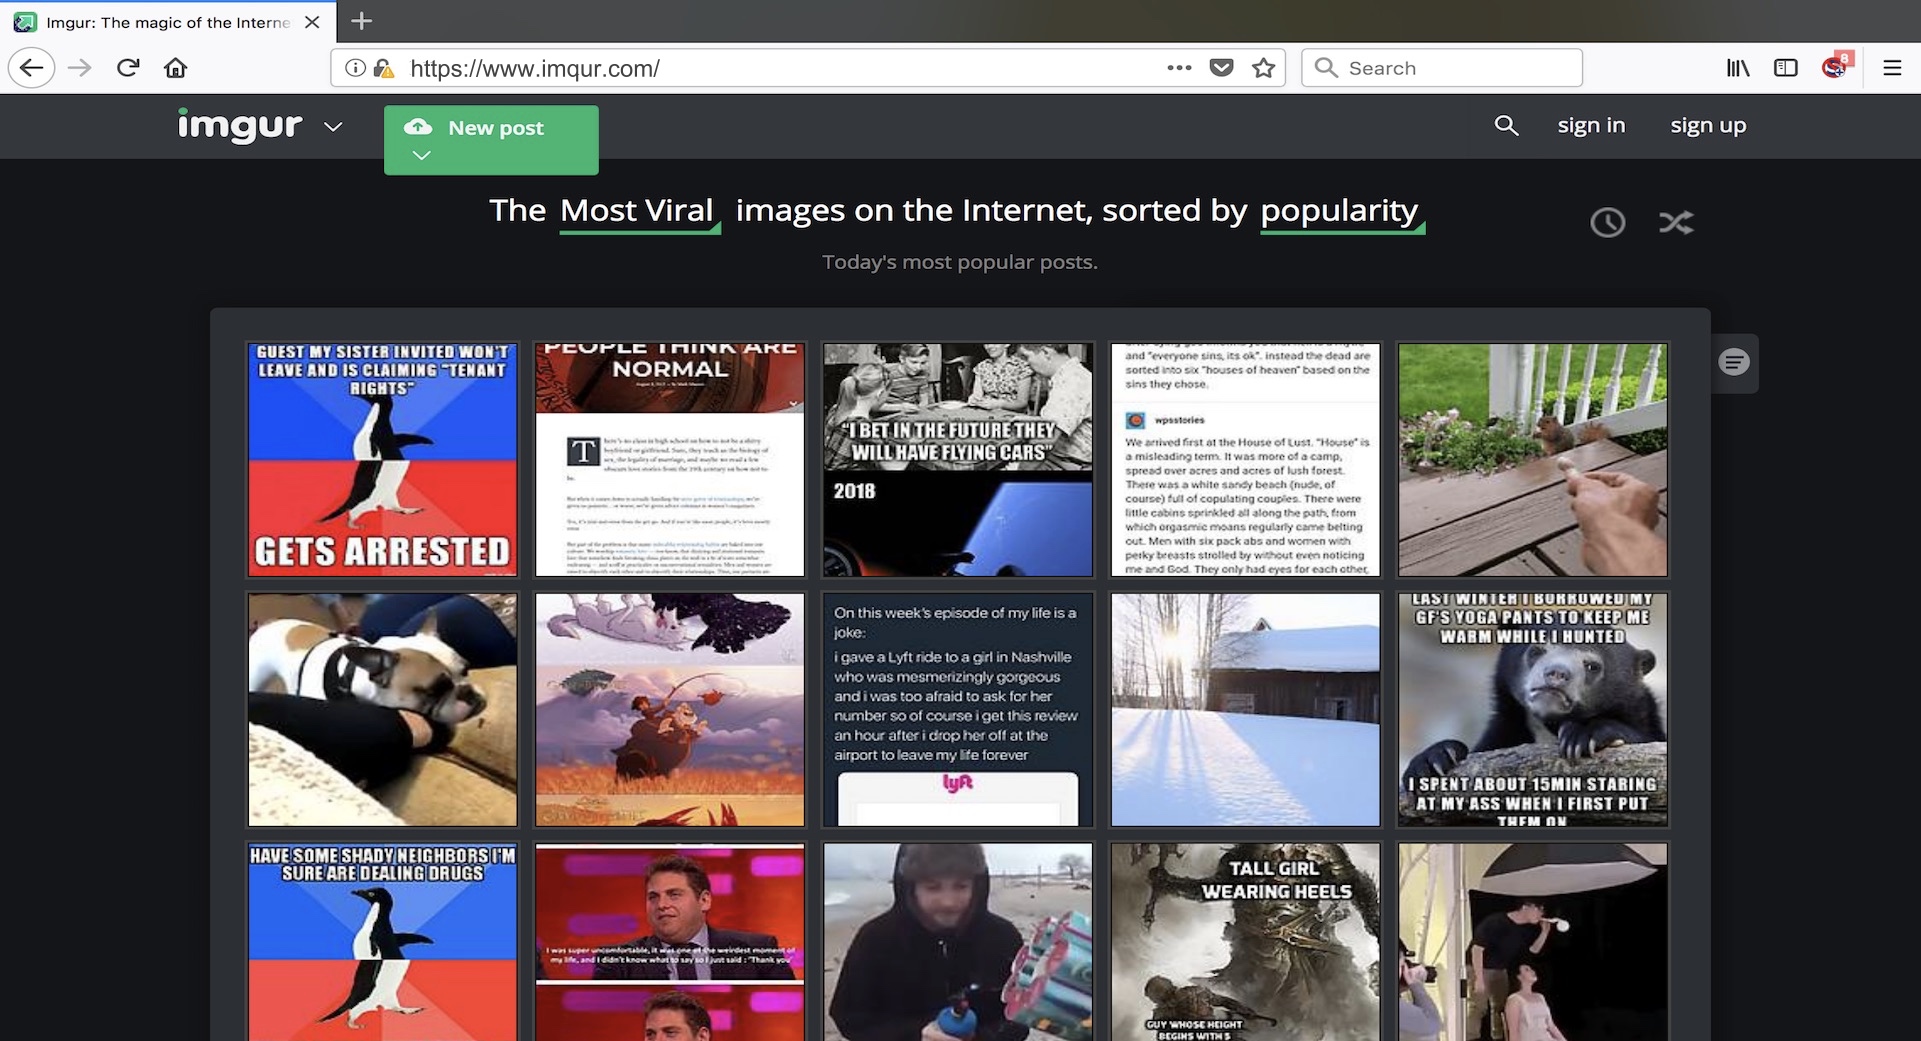 Imgur: The magic of the Interne
https://www.imqur.com/
Search
8
imgur
New post
sign in
sign up
The Most Viral images on the Internet, sorted by popularity
Today's most popular posts.
GUEST MY SISTER INVITED WON'T
LEAVE AND IS CLAIMING "TENANT
RIGHTS"
GETS ARRESTED
PEOPLE THINK ARE
NORMAL
"I BET IN THE FUTURE THEY
WILL HAVE FLYING CARS"
2018
and "everyone sins, its ok". instead the dead are
sorted into six "houses of heaven" based on the
sins they chose.
wpsstories
We arrived first at the House of Lust. "House" is
a misleading term. It was more of a camp,
spread over acres and acres of lush forest.
There was a white sandy beach (nude, of
course) full of copulating couples. There were
little cabins sprinkled all along the path, from
which orgasmic moans regularly came belting
out. Men with six pack abs and women with
perky breasts strolled by without even noticing
me and God. They only had eyes for each other,
On this week's episode of my life is a
joke:
i gave a Lyft ride to a girl in Nashville
who was mesmerizingly gorgeous
and i was too afraid to ask for her
number so of course i get this review
an hour after i drop her off at the
airport to leave my life forever
lyft
LAST WINTER I BORROWED MY
GF'S YOGA PANTS TO KEEP ME
WARM WHILE I HUNTED
I SPENT ABOUT 15MIN STARING
AT MY ASS WHEN I FIRST PUT
THEM ON
HAVE SOME SHADY NEIGHBORS I'M
SURE ARE DEALING DRUGS
I was super uncomfortable, it was one of the weirdest moment of
my life, and I didn't know what to say so I just said : "Thank you"
TALL GIRL
WEARING HEELS
GUY WHOSE HEIGHT
BEGINS WITH 5